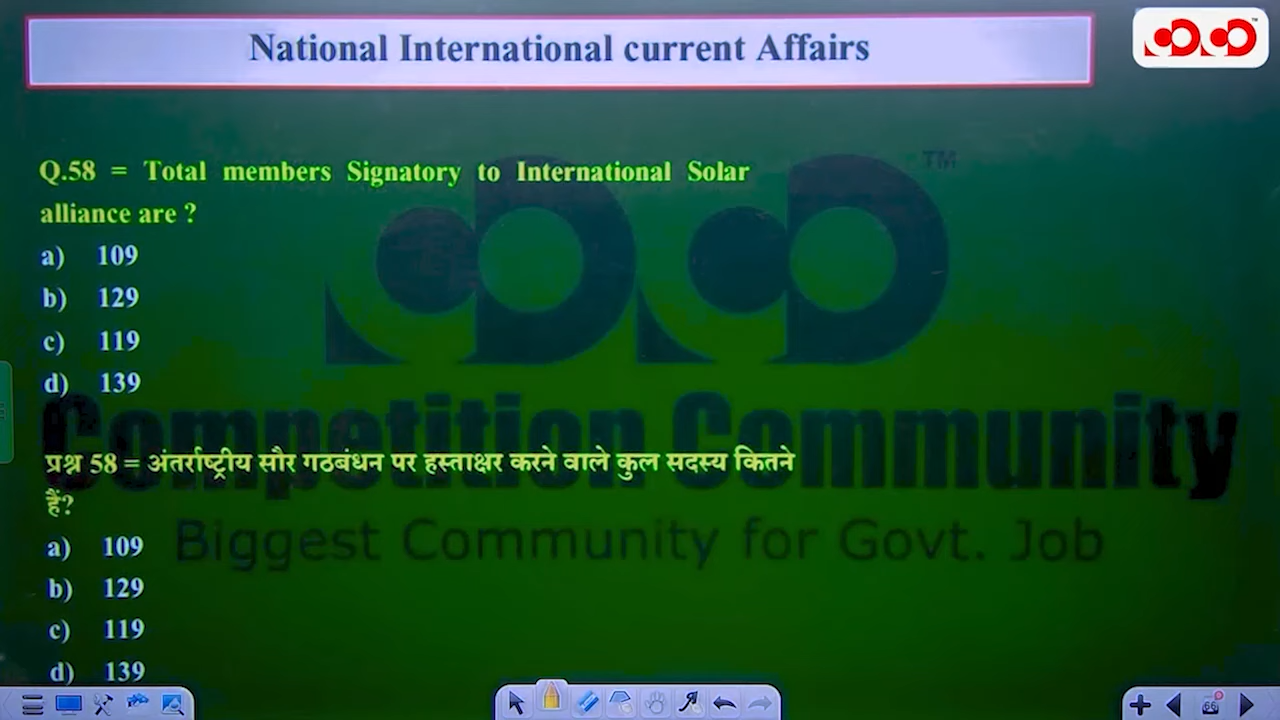 National International current Affairs
TM
Q.58 = Total members Signatory to International Solar
alliance are ?
a) 109
b) 129
c) 119
d) 139
Competition Community
प्रश्न 58 = अंतर्राष्ट्रीय सौर गठबंधन पर हस्ताक्षर करने वाले कुल सदस्य कितने
हैं?
Biggest Community for Govt. Job
a) 109
b) 129
c) 119
d) 139
66